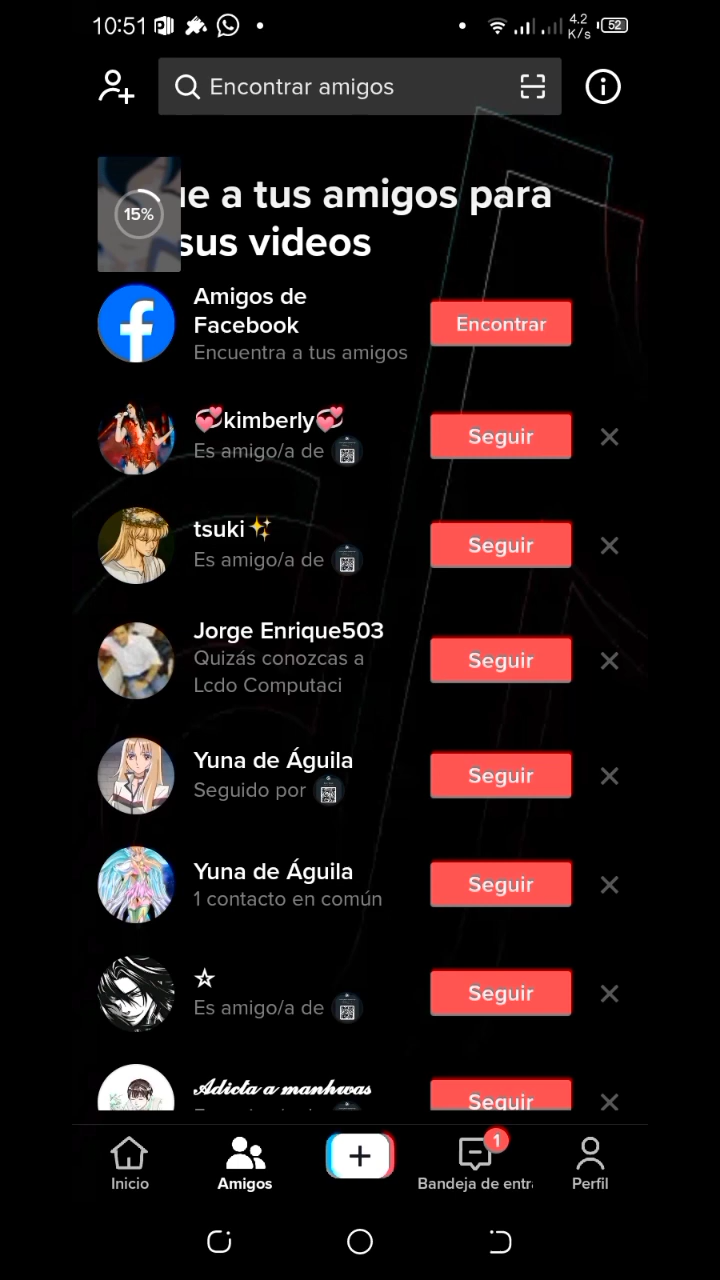 10:51
4.2
K/s
52
Encontrar amigos
15%
ue a tus amigos para
sus videos
Amigos de
Facebook
Encuentra a tus amigos
Encontrar
💞kimberly💞
Es amigo/a de
Seguir
tsuki✨
Es amigo/a de
Seguir
Jorge Enrique503
Quizás conozcas a
Lcdo Computaci
Seguir
Yuna de Águila
Seguido por
Seguir
Yuna de Águila
1 contacto en común
Seguir
☆
Es amigo/a de
Seguir
𝓐𝓭𝓲𝓬𝓽𝓪 𝓪 𝓶𝓪𝓷𝓱𝔀𝓪𝓼
Seguir
1
Inicio
Amigos
Bandeja de entr
Perfil